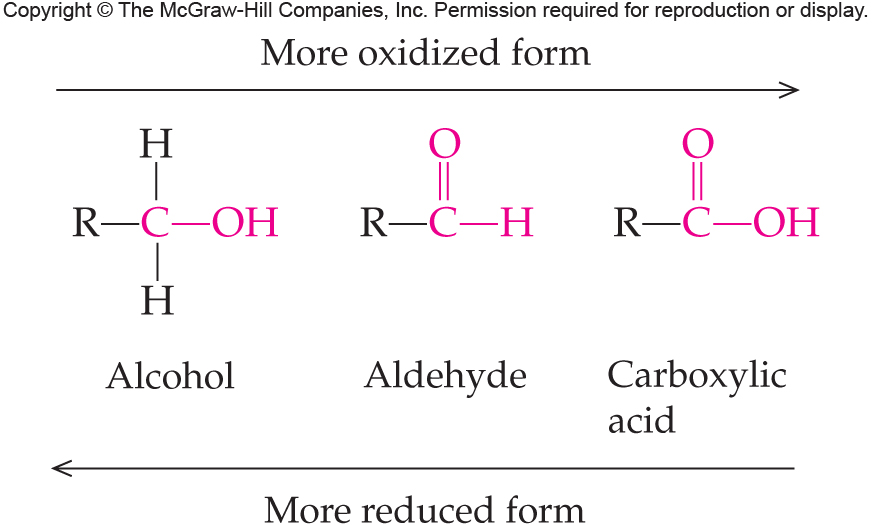 Copyright © The McGraw-Hill Companies, Inc. Permission required for reproduction or display.
More oxidized form
H O O
R—C—OH R—C—H R—C—OH
H
Alcohol Aldehyde Carboxylic
acid
More reduced form